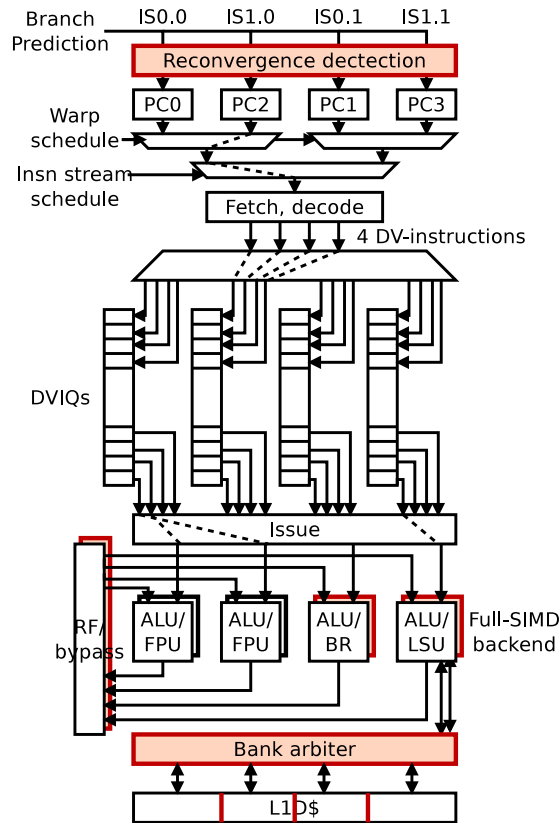 Branch
Prediction
IS0.0 IS1.0 IS0.1 IS1.1
Reconvergence dectection
PC0 PC2 PC1 PC3
Warp
schedule
Insn stream
schedule
Fetch, decode
4 DV-instructions
DVIQs
Issue
RF/
bypass
ALU/
FPU
ALU/
FPU
ALU/
BR
ALU/
LSU
Full-SIMD
backend
Bank arbiter
L1D$